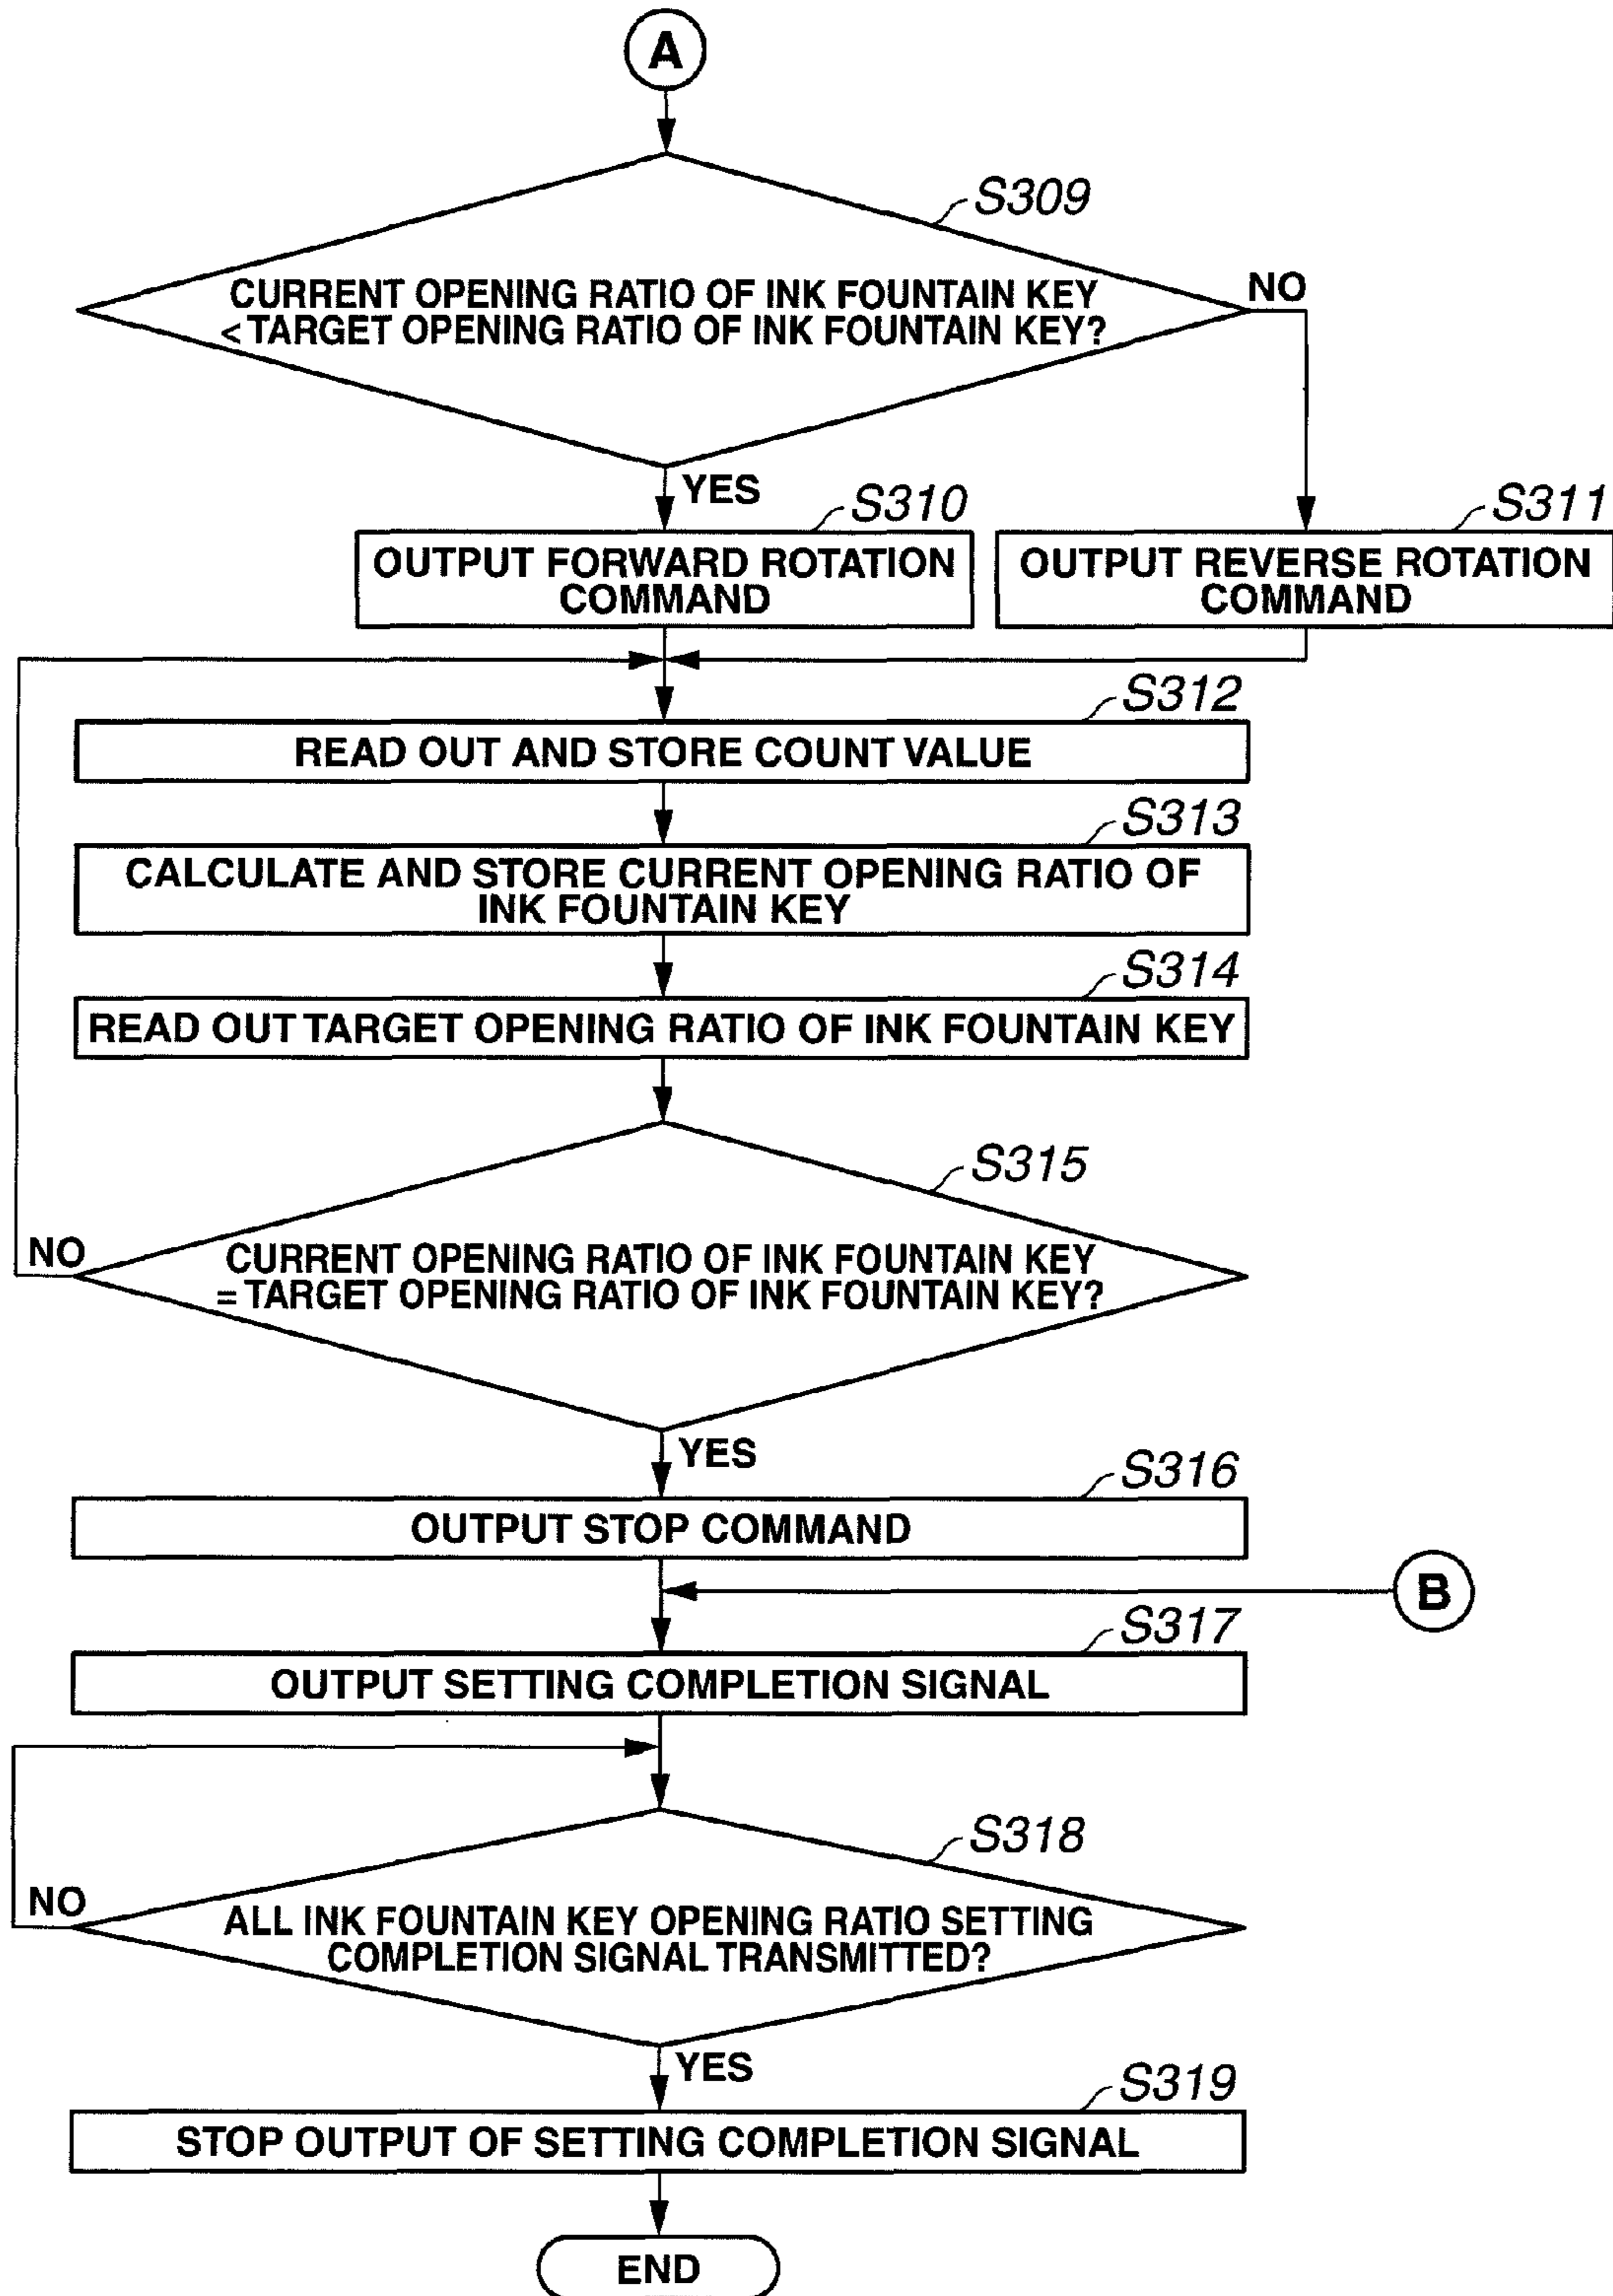 A
S309
CURRENT OPENING RATIO OF INK FOUNTAIN KEY
< TARGET OPENING RATIO OF INK FOUNTAIN KEY?
NO
YES
S310
OUTPUT FORWARD ROTATION
COMMAND
S311
OUTPUT REVERSE ROTATION
COMMAND
S312
READ OUT AND STORE COUNT VALUE
S313
CALCULATE AND STORE CURRENT OPENING RATIO OF
INK FOUNTAIN KEY
S314
READ OUT TARGET OPENING RATIO OF INK FOUNTAIN KEY
S315
NO
CURRENT OPENING RATIO OF INK FOUNTAIN KEY
= TARGET OPENING RATIO OF INK FOUNTAIN KEY?
YES
S316
OUTPUT STOP COMMAND
B
S317
OUTPUT SETTING COMPLETION SIGNAL
S318
NO
ALL INK FOUNTAIN KEY OPENING RATIO SETTING
COMPLETION SIGNAL TRANSMITTED?
YES
S319
STOP OUTPUT OF SETTING COMPLETION SIGNAL
END